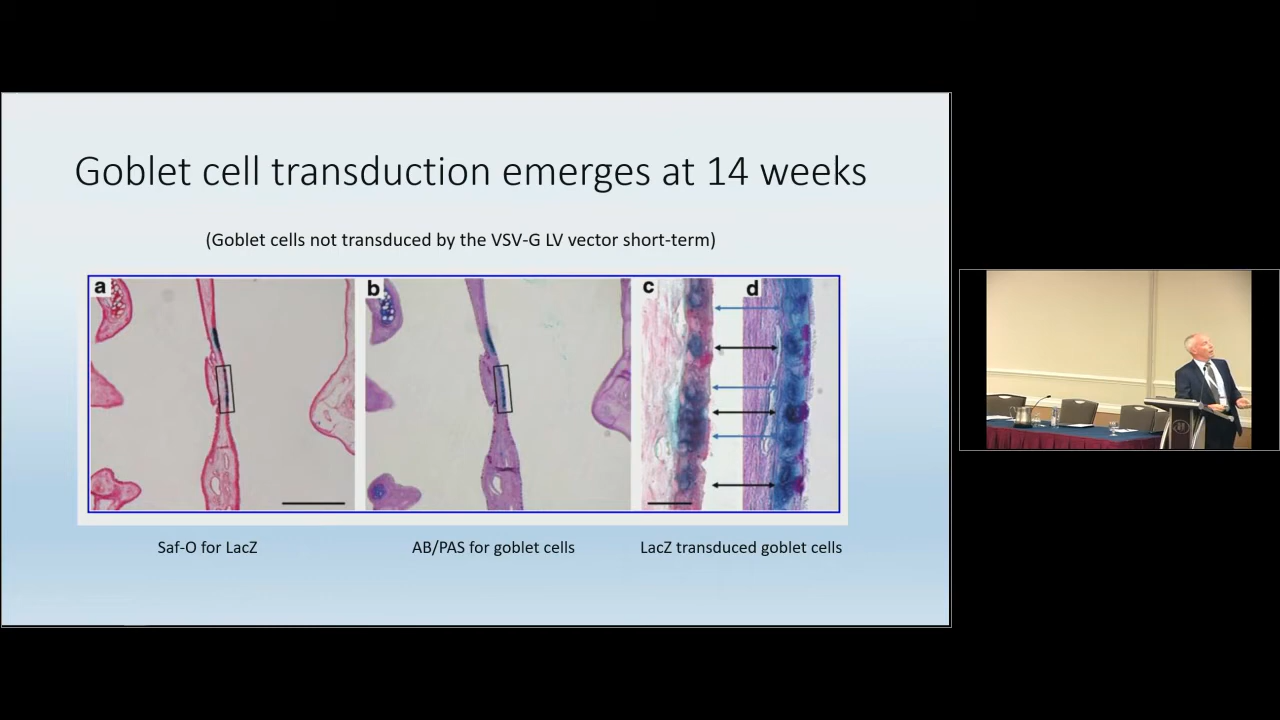 Goblet cell transduction emerges at 14 weeks
(Goblet cells not transduced by the VSV-G LV vector short-term)
a
b
c
d
Saf-O for LacZ
AB/PAS for goblet cells
LacZ transduced goblet cells